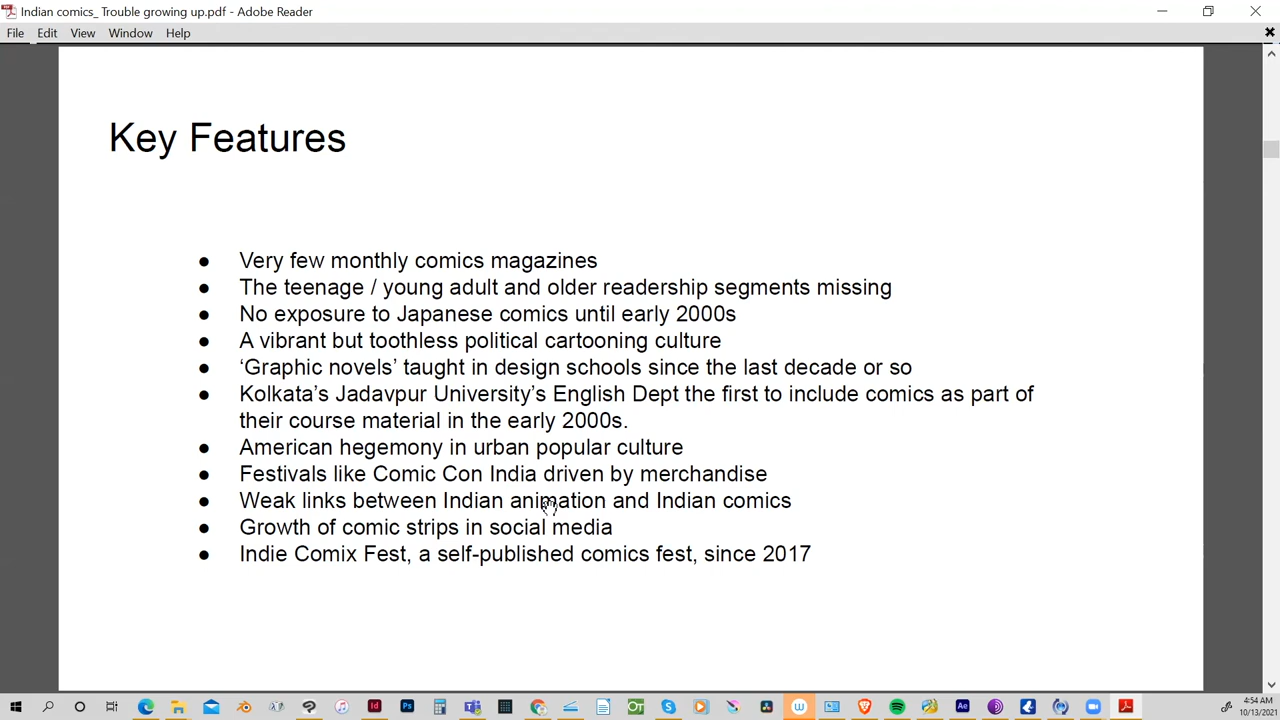 Indian comics_ Trouble growing up.pdf - Adobe Reader
File Edit View Window Help
Key Features
● Very few monthly comics magazines
● The teenage / young adult and older readership segments missing
● No exposure to Japanese comics until early 2000s
● A vibrant but toothless political cartooning culture
● ‘Graphic novels’ taught in design schools since the last decade or so
● Kolkata’s Jadavpur University’s English Dept the first to include comics as part of
their course material in the early 2000s.
● American hegemony in urban popular culture
● Festivals like Comic Con India driven by merchandise
● Weak links between Indian animation and Indian comics
● Growth of comic strips in social media
● Indie Comix Fest, a self-published comics fest, since 2017
4:54 AM
10/13/2021